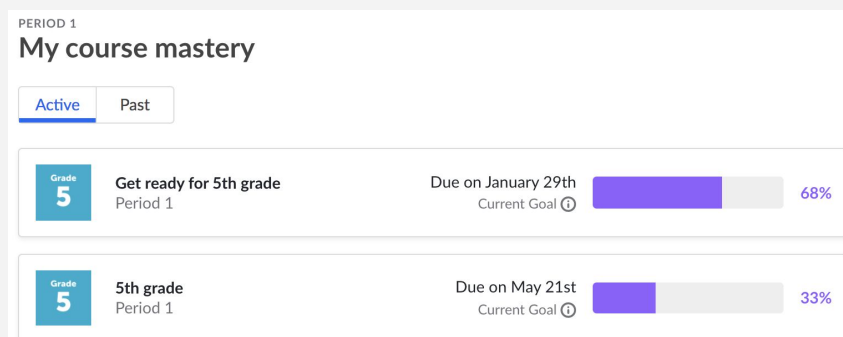 PERIOD 1
My course mastery
Active Past
Grade
5
Get ready for 5th grade
Period 1
Due on January 29th
Current Goal
68%
Grade
5
5th grade
Period 1
Due on May 21st
Current Goal
33%